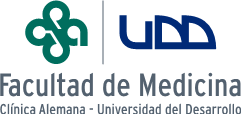 UDD
Facultad de Medicina
Clínica Alemana - Universidad del Desarrollo